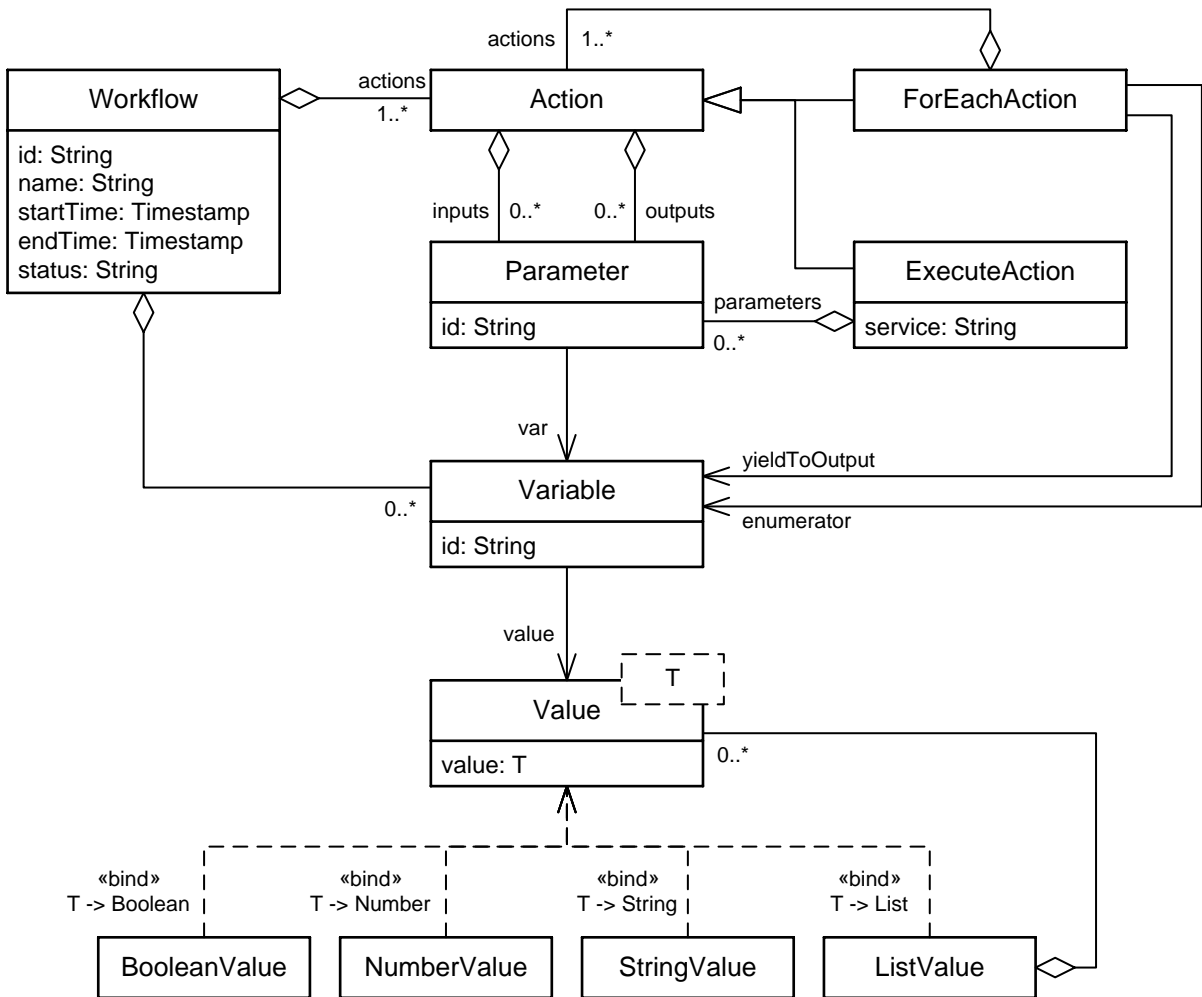 actions 1..*
Workflow
actions
1..*
Action
ForEachAction
id: String
name: String
startTime: Timestamp
endTime: Timestamp
status: String
inputs 0..*
0..* outputs
Parameter
id: String
parameters
0..*
ExecuteAction
service: String
var
yieldToOutput
0..*
Variable
enumerator
id: String
value
T
Value
value: T
0..*
«bind»
T -> Boolean
«bind»
T -> Number
«bind»
T -> String
«bind»
T -> List
BooleanValue
NumberValue
StringValue
ListValue